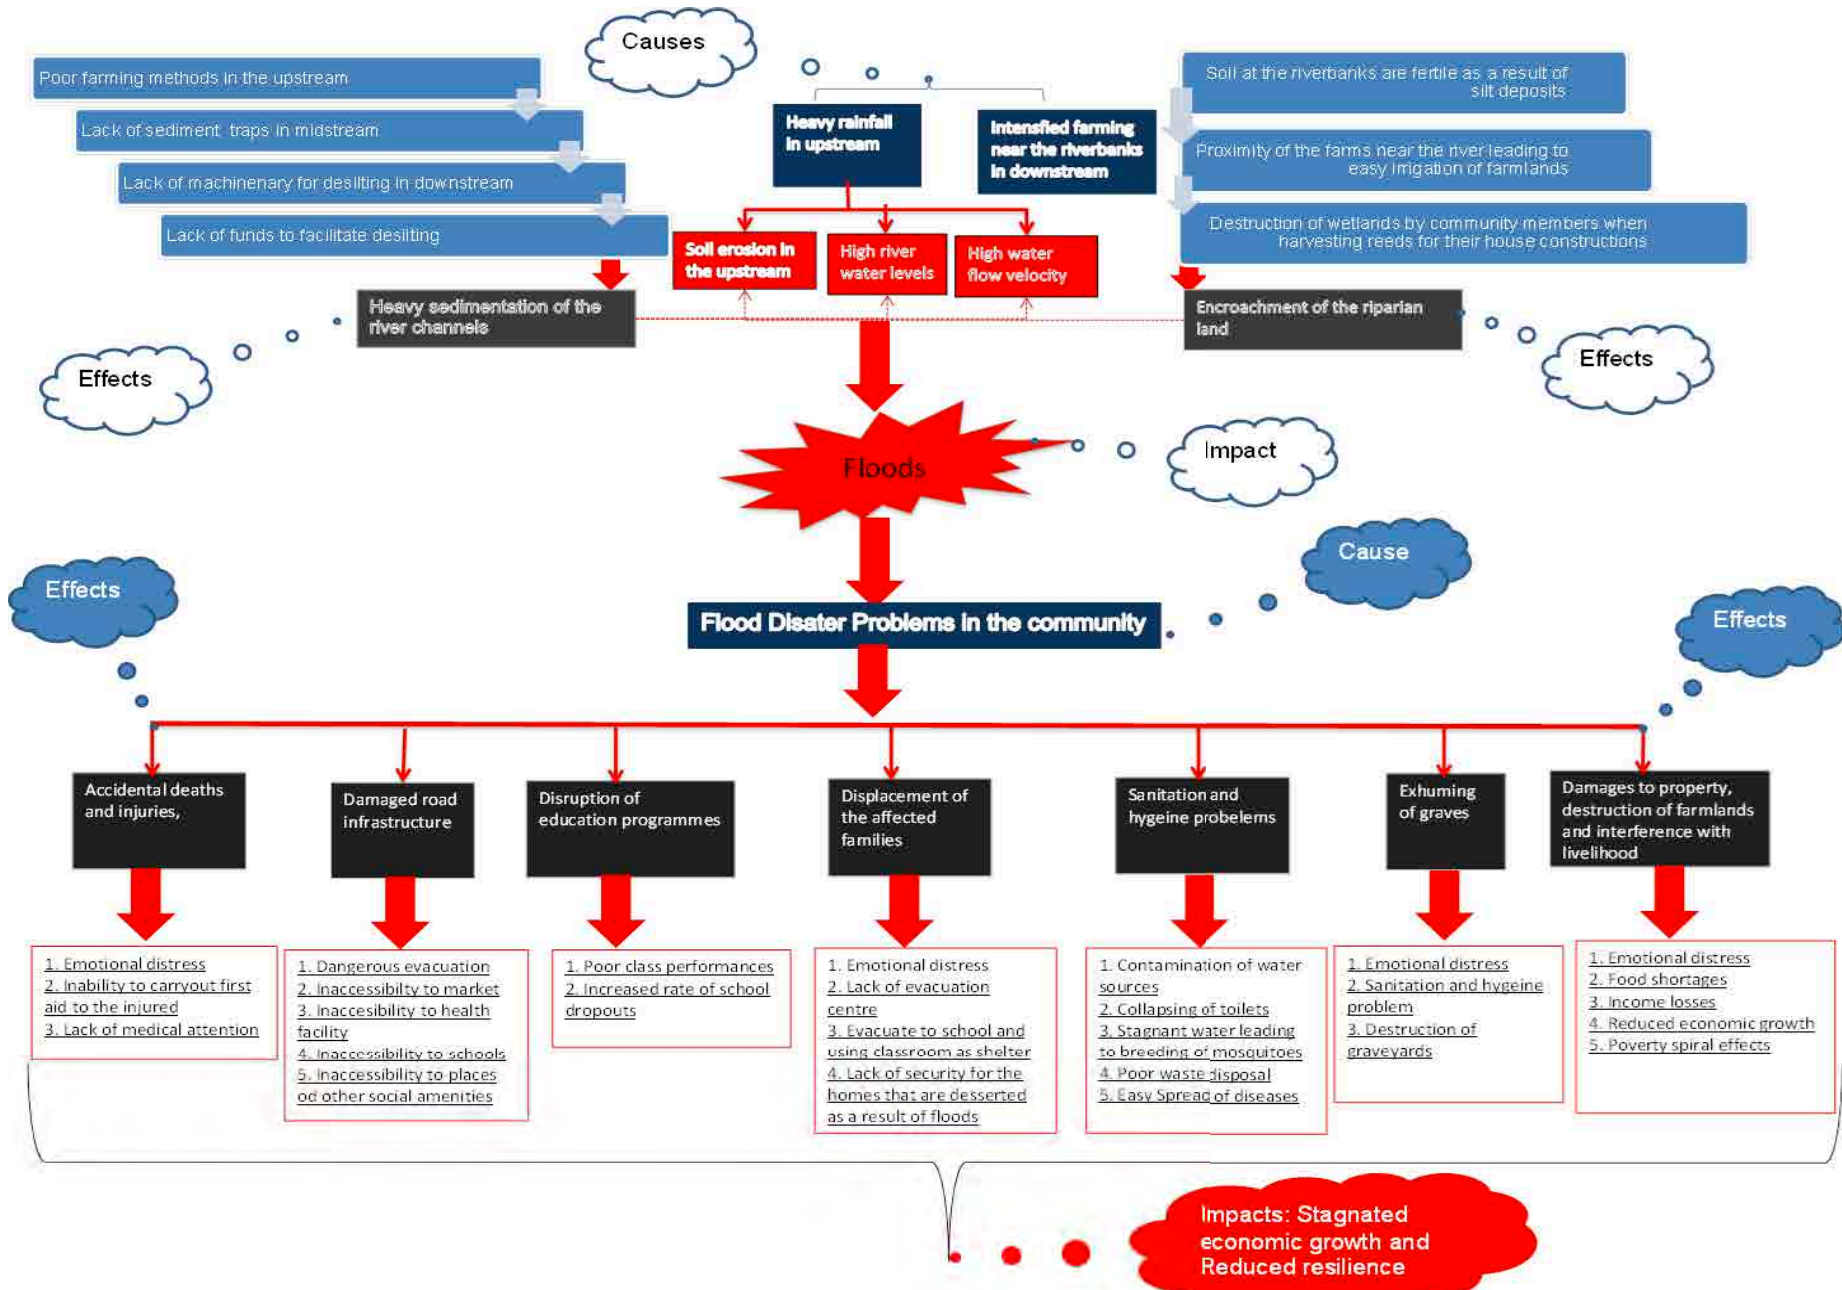 Causes
Poor farming methods in the upstream
Lack of sediment traps in midstream
Lack of machinenary for desilting in downstream
Lack of funds to facilitate desilting
Heavy rainfall
in upstream
Intensfied farming
near the riverbanks
in downstream
Soil at the riverbanks are fertile as a result of
silt deposits
Proximity of the farms near the river leading to
easy irrigation of farmlands
Destruction of wetlands by community members when
harvesting reeds for their house constructions
Soil erosion in
the upstream
High river
water levels
High water
flow velocity
Heavy sedimentation of the
river channels
Encroachment of the riparian
land
Effects
Effects
Floods
Impact
Cause
Effects
Flood Disater Problems in the community
Effects
Accidental deaths
and injuries,
Damaged road
infrastructure
Disruption of
education programmes
Displacement of
the affected
families
Sanitation and
hygeine probelems
Exhuming
of graves
Damages to property,
destruction of farmlands
and interference with
livelihood
1. Emotional distress
2. Inability to carryout first
aid to the injured
3. Lack of medical attention
1. Dangerous evacuation
2. Inaccessibilty to market
3. Inaccesibility to health
facility
4. Inaccessibility to schools
5. Inaccessibility to places
od other social amenities
1. Poor class performances
2. Increased rate of school
dropouts
1. Emotional distress
2. Lack of evacuation
centre
3. Evacuate to school and
using classroom as shelter
4. Lack of security for the
homes that are desserted
as a result of floods
1. Contamination of water
sources
2. Collapsing of toilets
3. Stagnant water leading
to breeding of mosquitoes
4. Poor waste disposal
5. Easy Spread of diseases
1. Emotional distress
2. Sanitation and hygeine
problem
3. Destruction of
graveyards
1. Emotional distress
2. Food shortages
3. Income losses
4. Reduced economic growth
5. Poverty spiral effects
Impacts: Stagnated
economic growth and
Reduced resilience